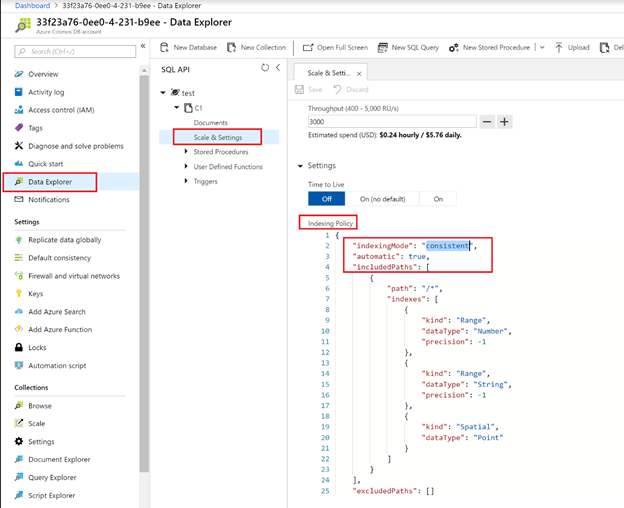 Dashboard > 33f23a76-0ee0-4-231-b9ee - Data Explorer
33f23a76-0ee0-4-231-b9ee - Data Explorer
Azure Cosmos DB account
Search (Ctrl+/)
«
Overview
Activity log
Access control (IAM)
Tags
Diagnose and solve problems
Quick start
Data Explorer
Notifications
Settings
Replicate data globally
Default consistency
Firewall and virtual networks
Keys
Add Azure Search
Add Azure Function
Locks
Automation script
Collections
Browse
Scale
Settings
Document Explorer
Query Explorer
Script Explorer
New Database
New Collection
Open Full Screen
New SQL Query
New Stored Procedure
Upload
Del
SQL API
test
C1
Documents
Scale & Settings
Stored Procedures
User Defined Functions
Triggers
Scale & Setti...
Save
Discard
Throughput (400 - 5,000 RU/s)
3000
Estimated spend (USD): $0.24 hourly / $5.76 daily.
Settings
Time to Live
Off
On (no default)
On
Indexing Policy
1 {
2 "indexingMode": "consistent",
3 "automatic": true,
4 "includedPaths": [
5 {
6 "path": "/*",
7 "indexes": [
8 {
9 "kind": "Range",
10 "dataType": "Number",
11 "precision": -1
12 },
13 {
14 "kind": "Range",
15 "dataType": "String",
16 "precision": -1
17 },
18 {
19 "kind": "Spatial",
20 "dataType": "Point"
21 }
22 ]
23 }
24 ],
25 "excludedPaths": []